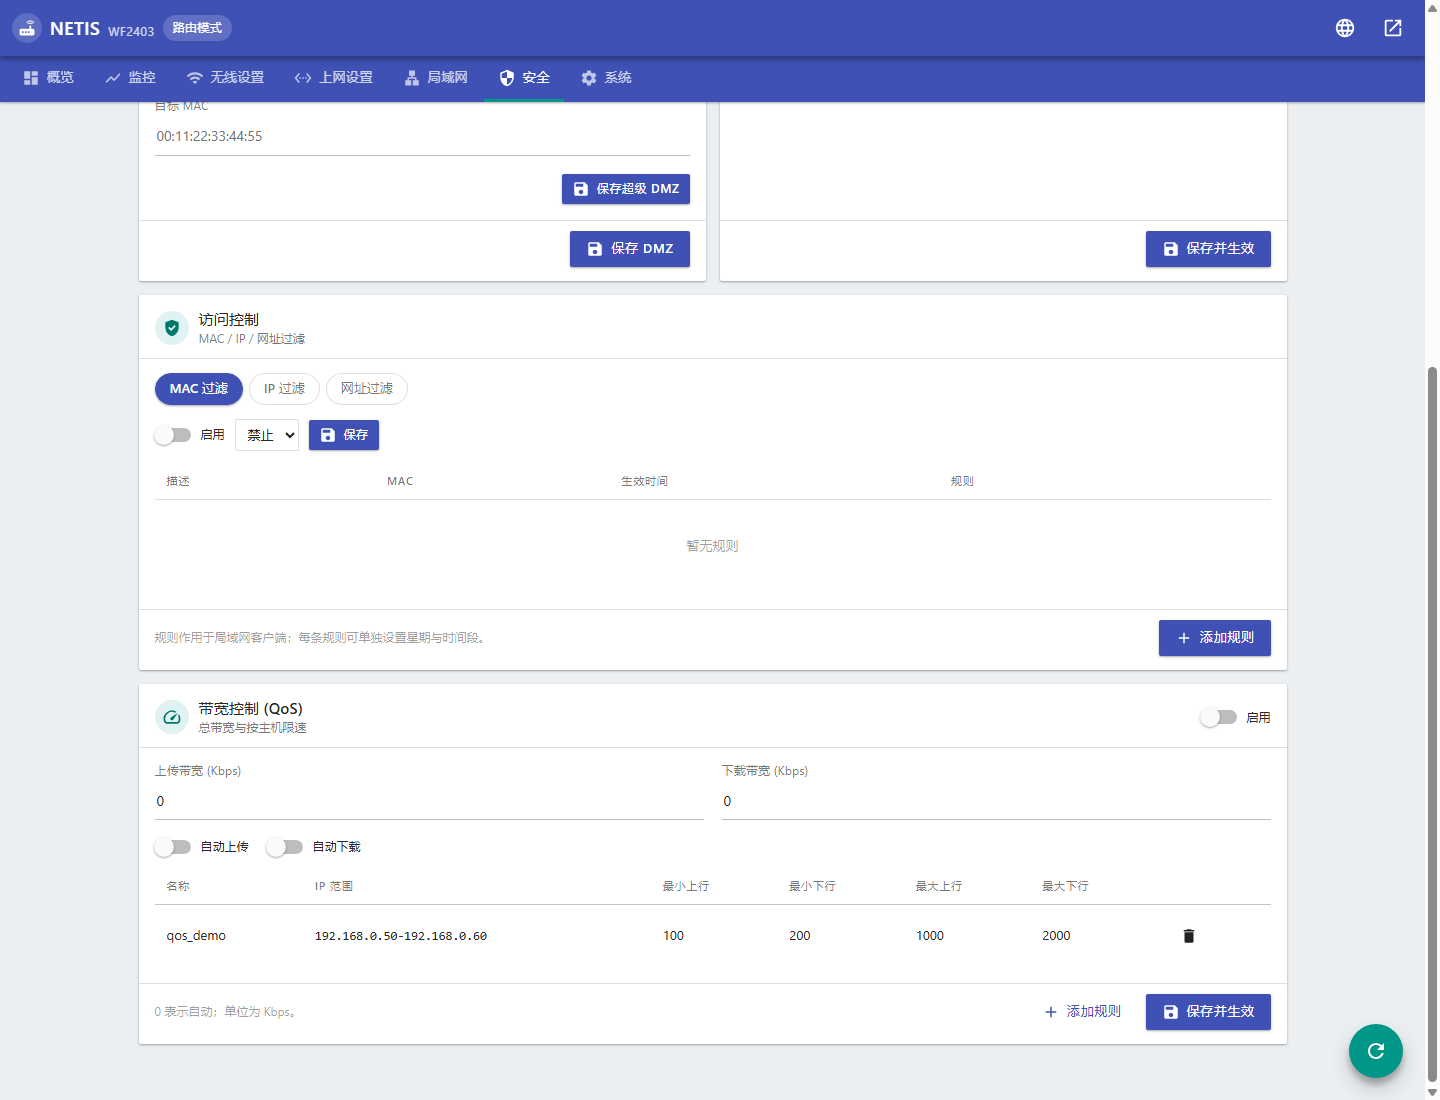 NETIS WF2403 路由模式
概览 监控 无线设置 上网设置 局域网 安全 系统
目标 MAC
00:11:22:33:44:55
保存超级 DMZ
保存 DMZ
保存并生效
访问控制
MAC / IP / 网址过滤
MAC 过滤 IP 过滤 网址过滤
启用 禁止 保存
描述 MAC 生效时间 规则
暂无规则
规则作用于局域网客户端；每条规则可单独设置星期与时间段。
添加规则
带宽控制 (QoS)
总带宽与按主机限速
启用
上传带宽 (Kbps) 下载带宽 (Kbps)
0 0
自动上传 自动下载
名称 IP 范围 最小上行 最小下行 最大上行 最大下行
qos_demo 192.168.0.50-192.168.0.60 100 200 1000 2000
0 表示自动；单位为 Kbps。
添加规则 保存并生效